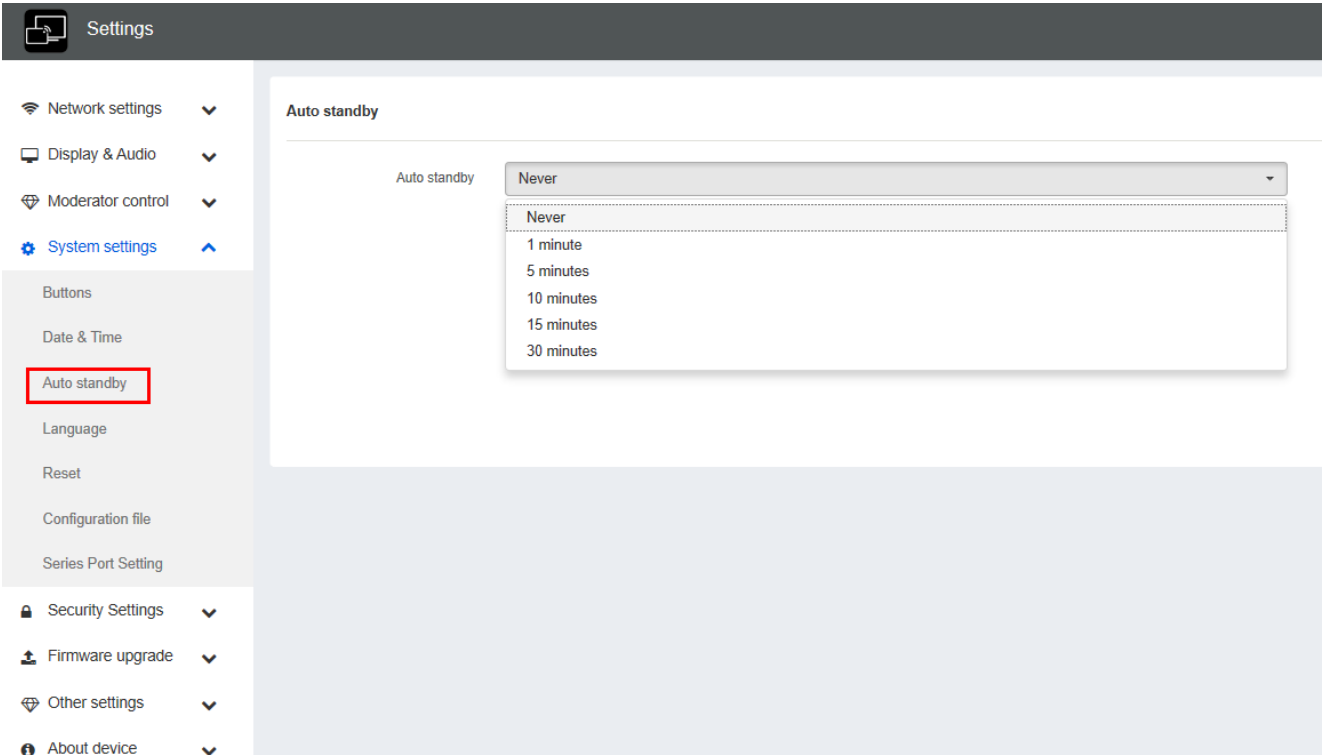 Settings
Network settings
Display & Audio
Moderator control
System settings
Buttons
Date & Time
Auto standby
Language
Reset
Configuration file
Series Port Setting
Security Settings
Firmware upgrade
Other settings
About device
Auto standby
Auto standby
Never
Never
1 minute
5 minutes
10 minutes
15 minutes
30 minutes